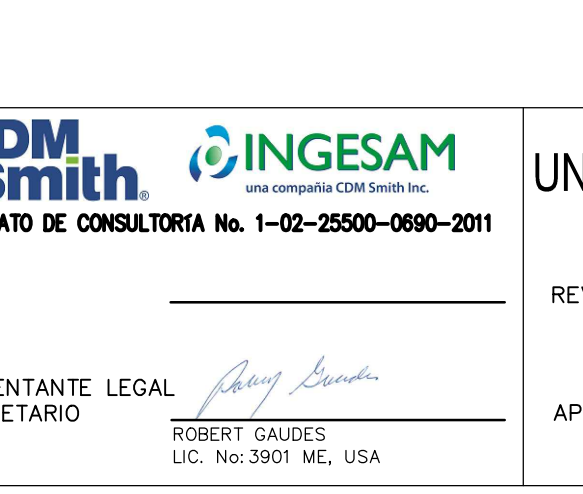 CDM
Smith®
INGESAM
una compañia CDM Smith Inc.
ATO DE CONSULTORÍA No. 1-02-25500-0690-2011
UN
REV
ENTANTE LEGAL
ETARIO
AP
ROBERT GAUDES
LIC. No: 3901 ME, USA